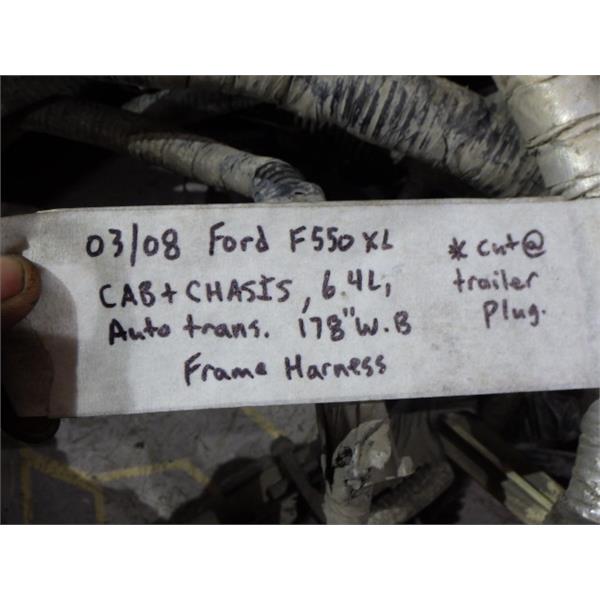 03/08 Ford F550 XL
CAB + CHASIS, 6.4L,
Auto trans. 178" W.B
Frame Harness
* cut @
trailer
plug.